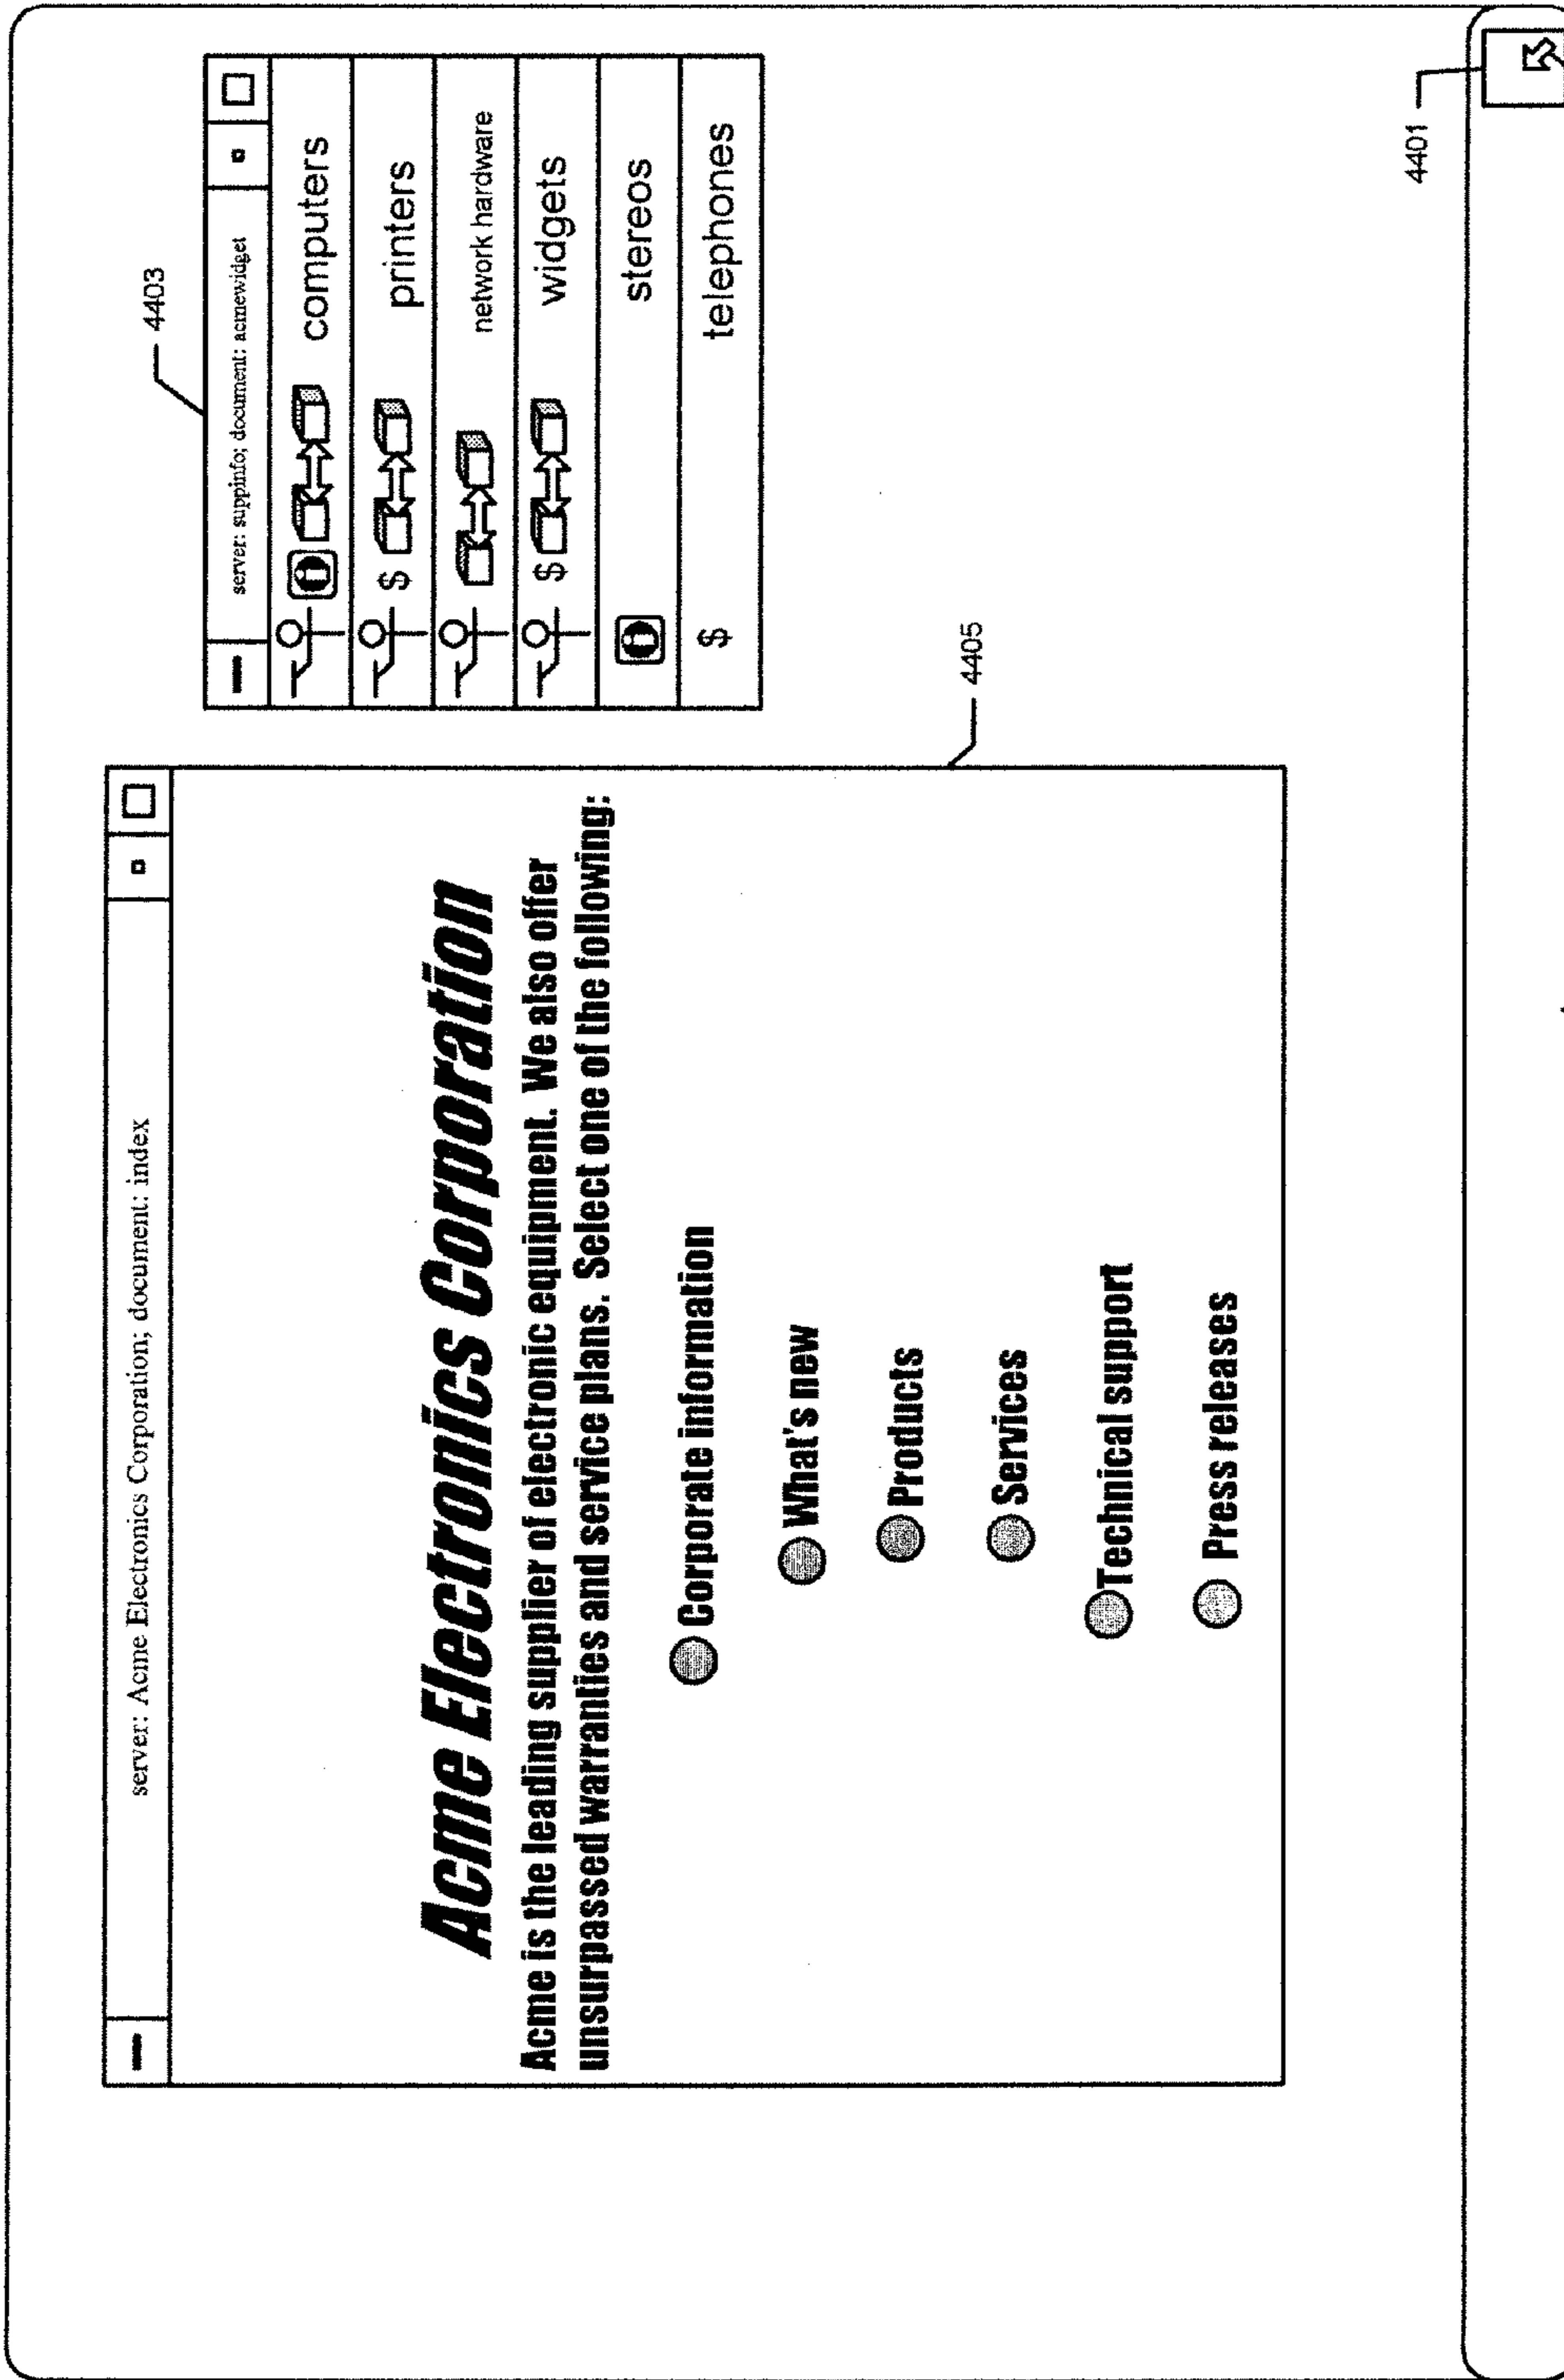 server: Acme Electronics Corporation; document: index
Acme Electronics Corporation
Acme is the leading supplier of electronic equipment. We also offer
unsurpassed warranties and service plans. Select one of the following:
Corporate information
What's new
Products
Services
Technical support
Press releases
4405
4403
server: suppinfo; document: acmewidget
computers
$ printers
network hardware
$ widgets
stereos
$ telephones
4401